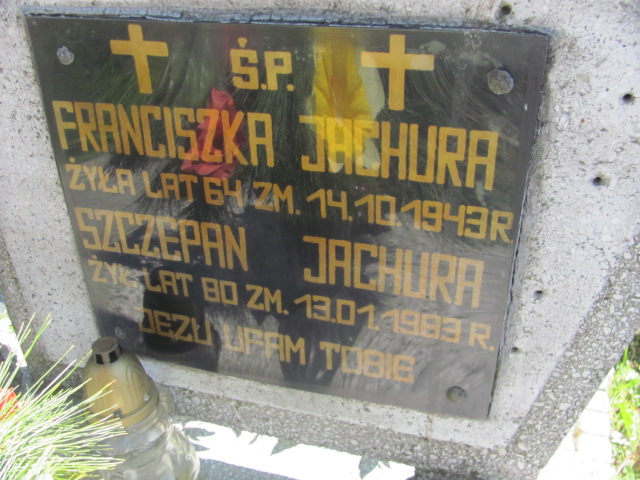 Ś.P.
FRANCISZKA JACHURA
ŻYŁA LAT 64 ZM. 14.10.1943R.
SZCZEPAN JACHURA
ŻYŁ LAT 80 ZM. 13.01.1983 R.
JEZU UFAM TOBIE